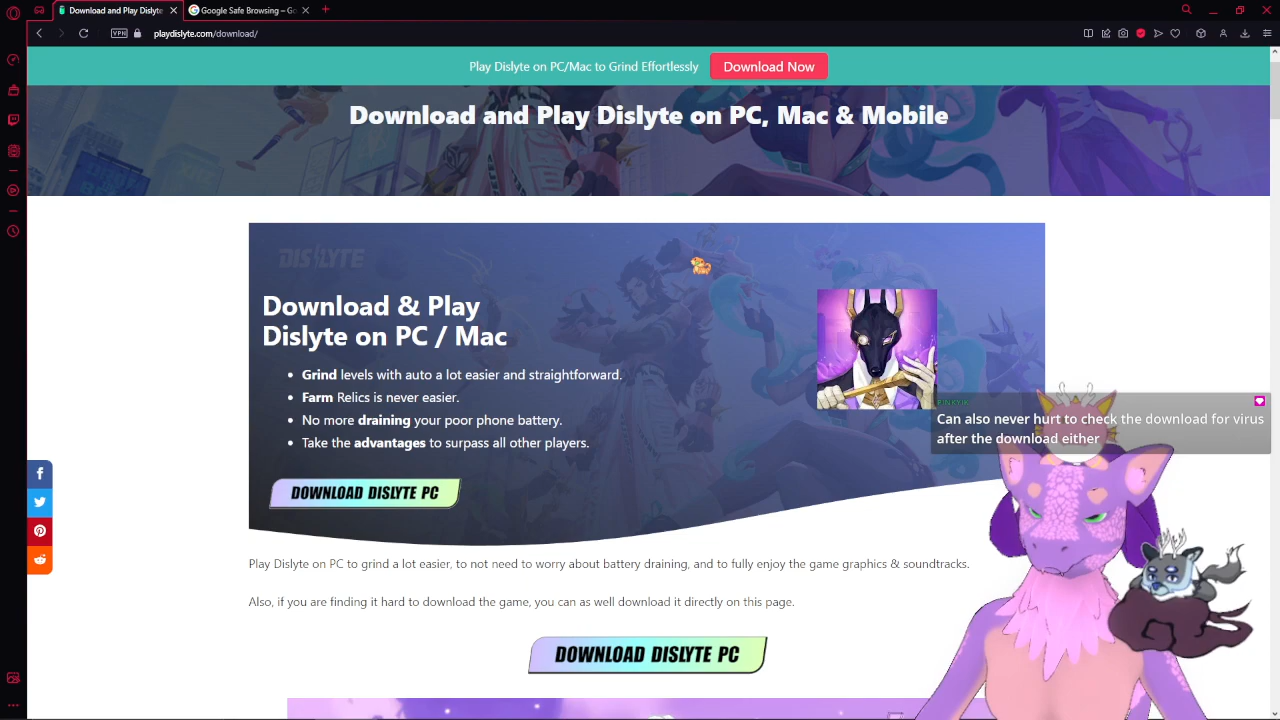 Download and Play Dislyte
Google Safe Browsing – Go
VPN
playdislyte.com/download/
Play Dislyte on PC/Mac to Grind Effortlessly
Download Now
Download and Play Dislyte on PC, Mac & Mobile
DISLYTE
Download & Play
Dislyte on PC / Mac
Grind levels with auto a lot easier and straightforward.
Farm Relics is never easier.
No more draining your poor phone battery.
Take the advantages to surpass all other players.
DOWNLOAD DISLYTE PC
Can also never hurt to check the download for virus
after the download either
Play Dislyte on PC to grind a lot easier, to not need to worry about battery draining, and to fully enjoy the game graphics & soundtracks.
Also, if you are finding it hard to download the game, you can as well download it directly on this page.
DOWNLOAD DISLYTE PC